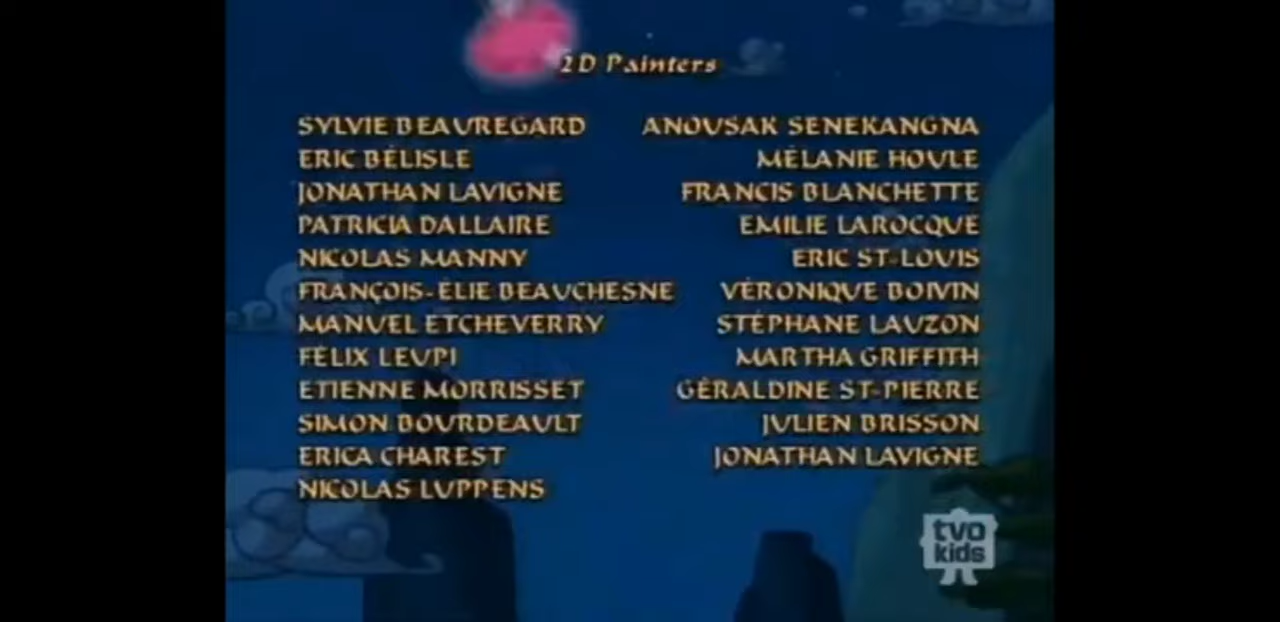 2D Painters
SYLVIE BEAUREGARD ANOUSAK SENEKANGNA
ERIC BÉLISLE MÉLANIE HOULE
JONATHAN LAVIGNE FRANCIS BLANCHETTE
PATRICIA DALLAIRE EMILIE LAROCQUE
NICOLAS MANNY ERIC ST-LOUIS
FRANÇOIS-ÉLIE BEAUCHESNE VÉRONIQUE BOIVIN
MANUEL ETCHEVERRY STÉPHANE LAUZON
FÉLIX LEUPI MARTHA GRIFFITH
ETIENNE MORRISSET GÉRALDINE ST-PIERRE
SIMON BOURDEAULT JULIEN BRISSON
ERICA CHAREST JONATHAN LAVIGNE
NICOLAS LUPPENS
tvo
kids